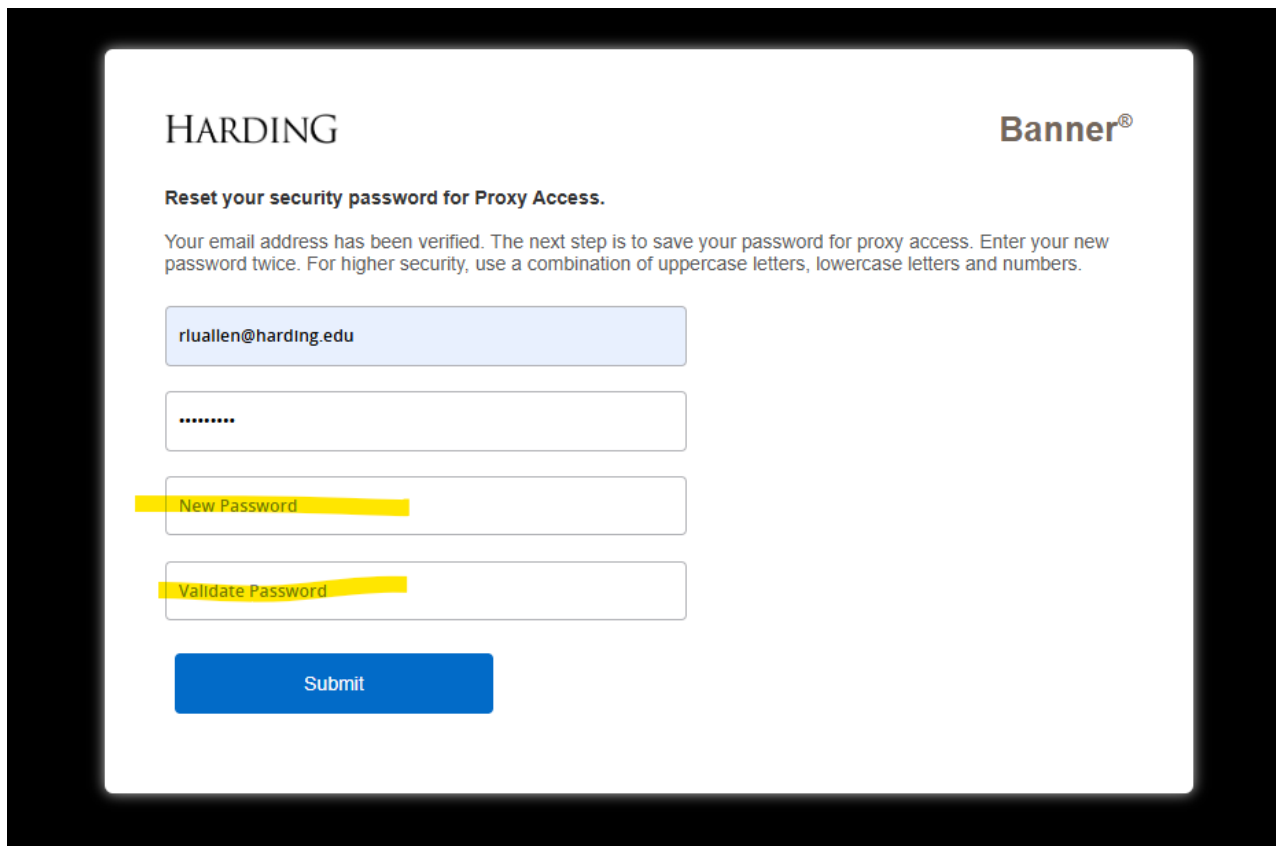 HARDING
Banner®
Reset your security password for Proxy Access.
Your email address has been verified. The next step is to save your password for proxy access. Enter your new
password twice. For higher security, use a combination of uppercase letters, lowercase letters and numbers.
rluallen@harding.edu
•••••••••
New Password
Validate Password
Submit